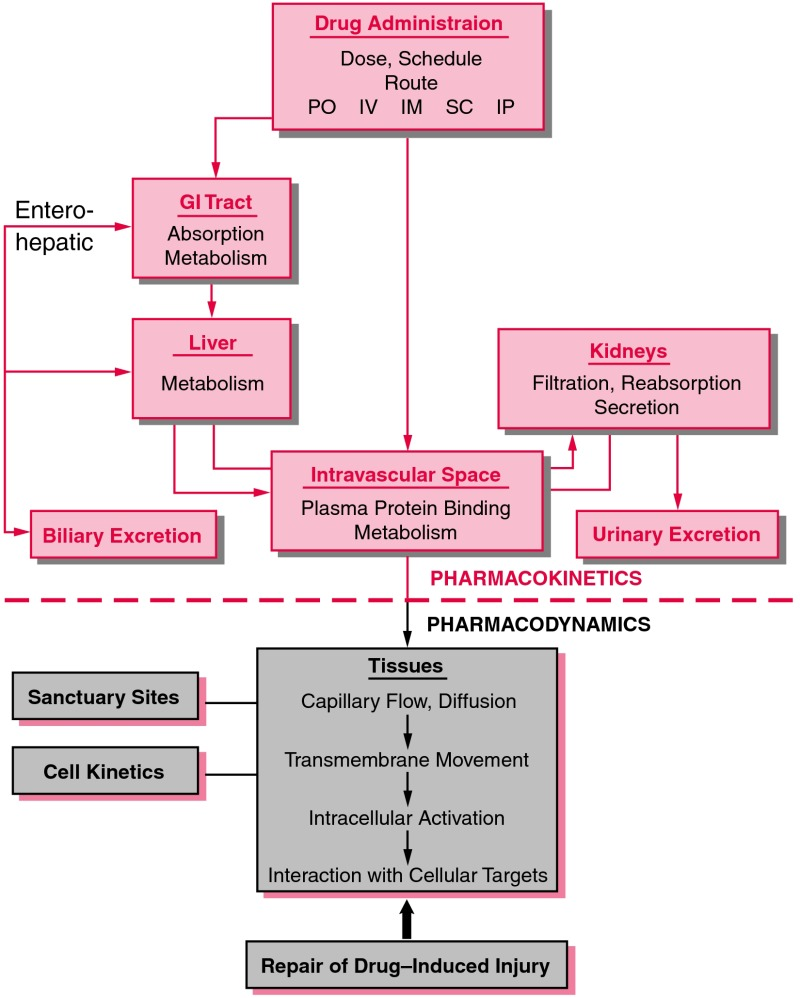 Drug Administraion
Dose, Schedule
Route
PO IV IM SC IP
GI Tract
Absorption
Metabolism
Entero-
hepatic
Liver
Metabolism
Kidneys
Filtration, Reabsorption
Secretion
Intravascular Space
Plasma Protein Binding
Metabolism
Biliary Excretion
Urinary Excretion
PHARMACOKINETICS
PHARMACODYNAMICS
Tissues
Capillary Flow, Diffusion
Transmembrane Movement
Intracellular Activation
Interaction with Cellular Targets
Sanctuary Sites
Cell Kinetics
Repair of Drug–Induced Injury